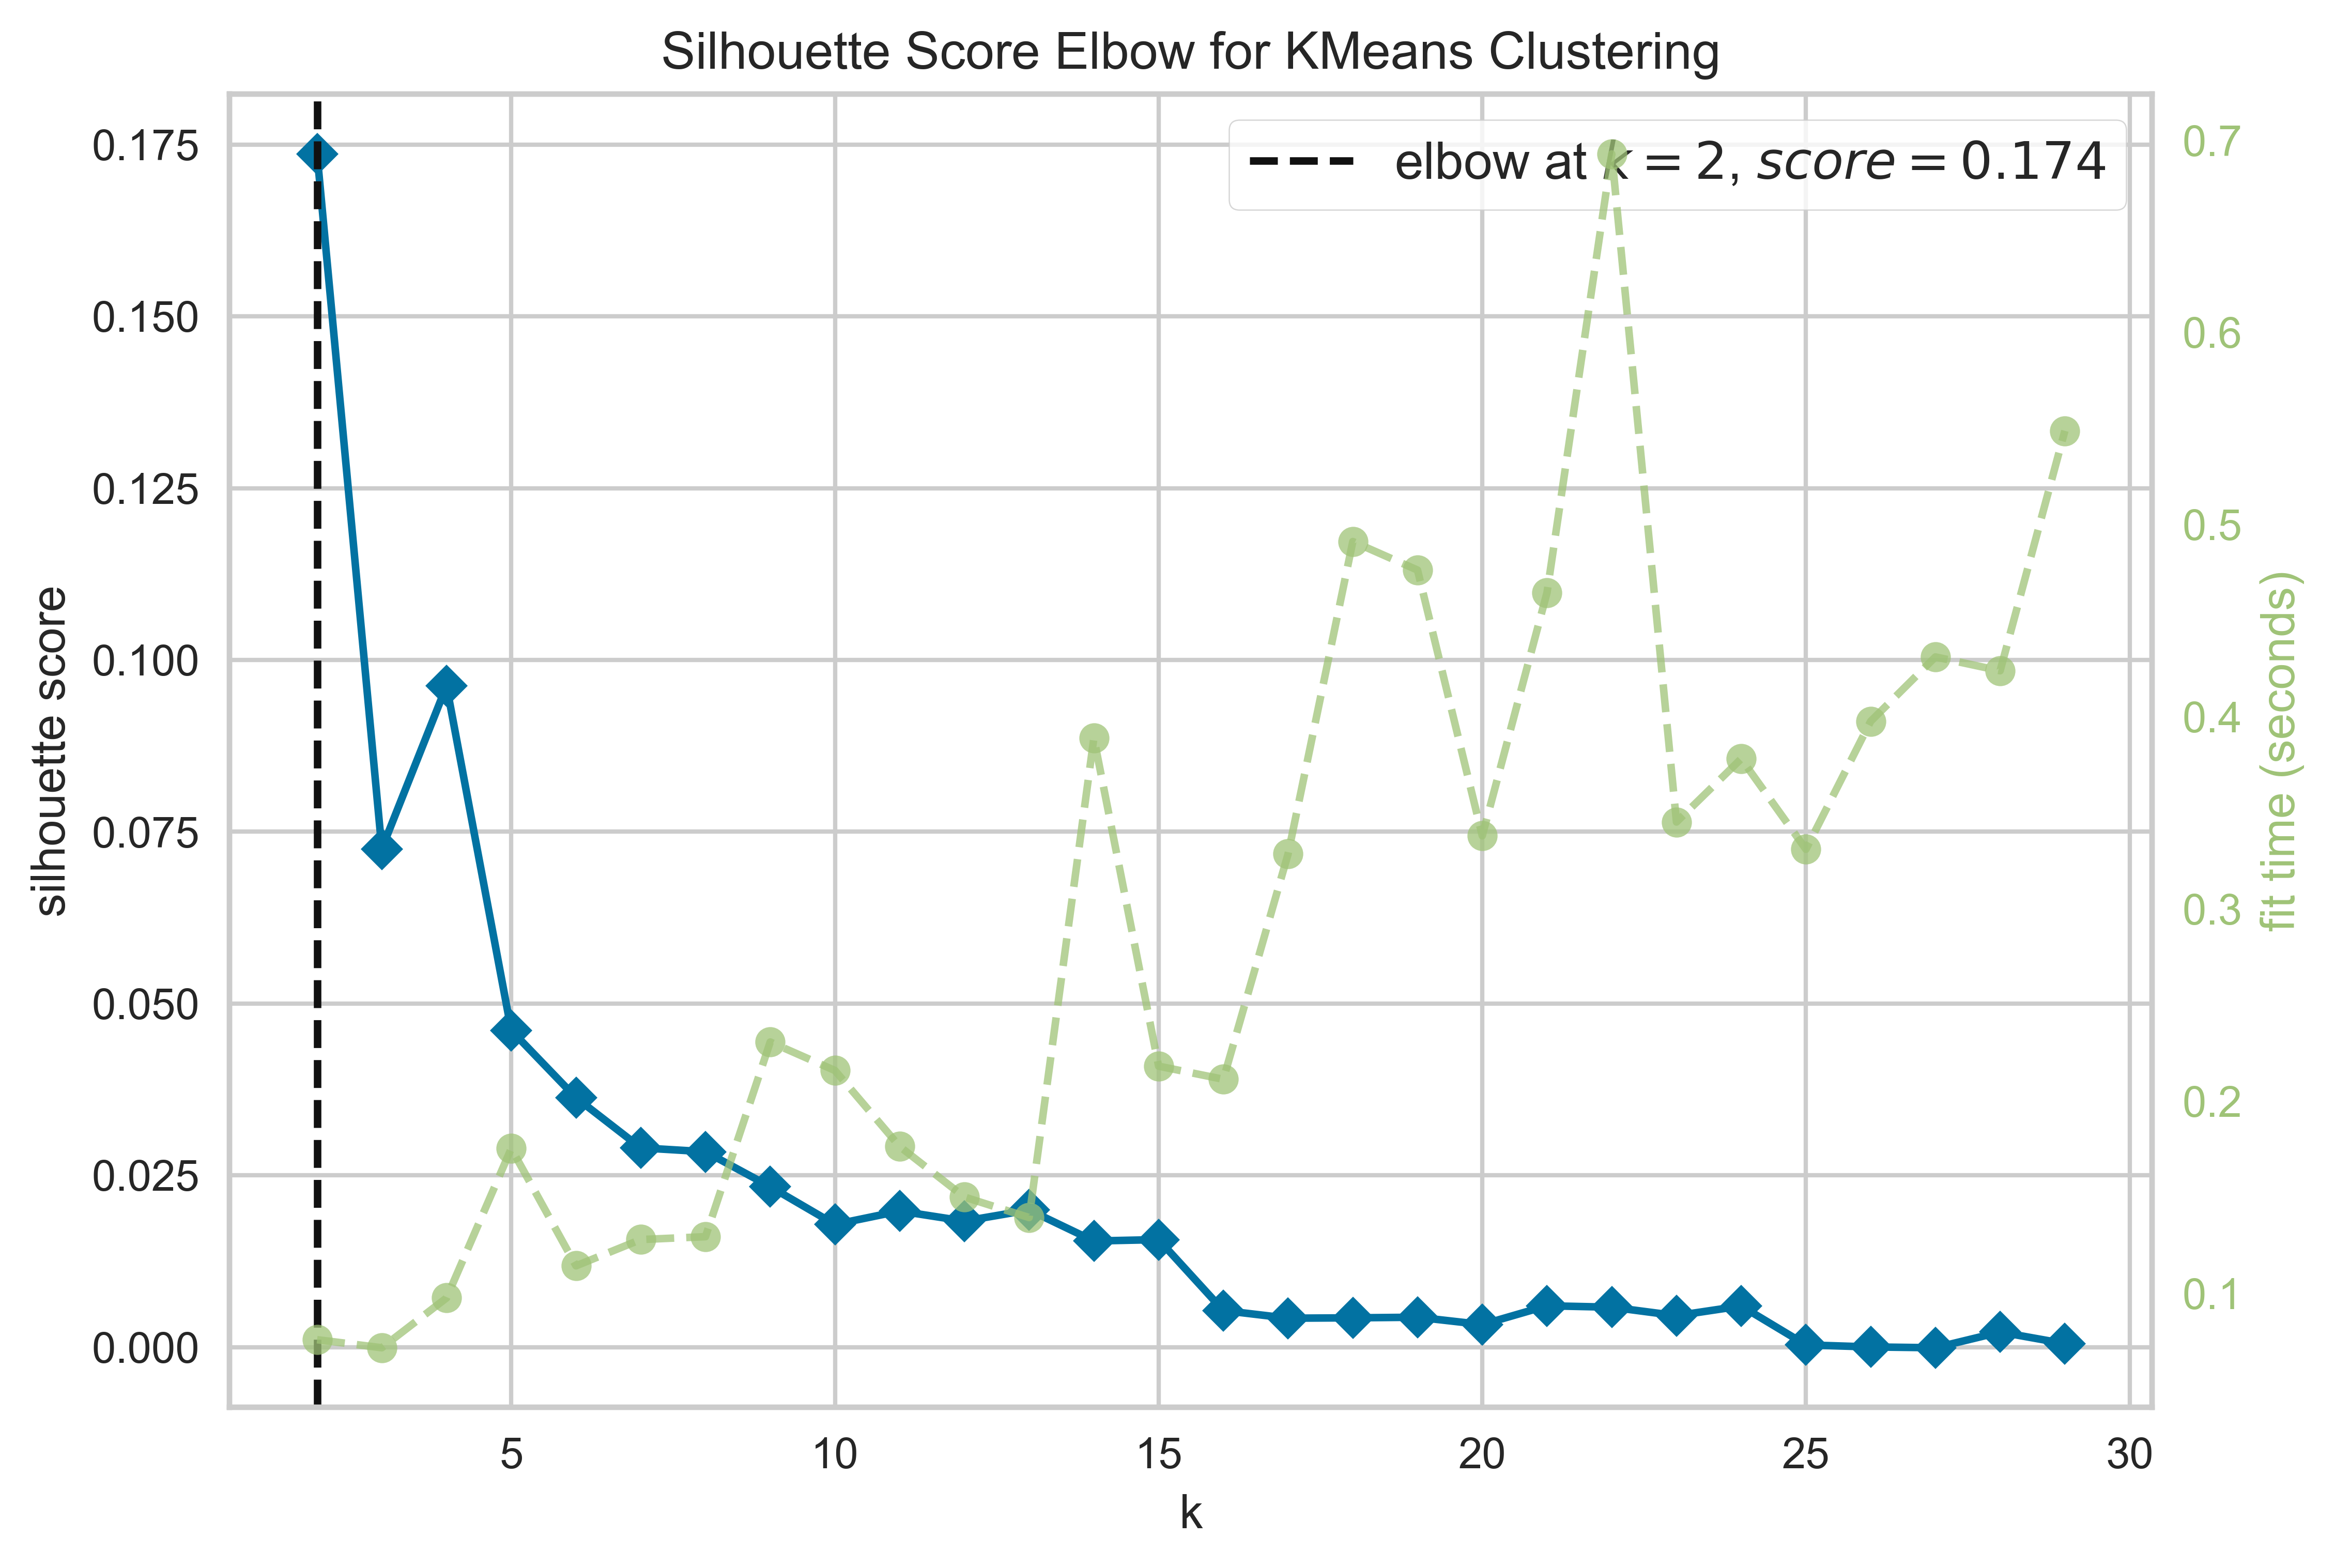 Silhouette Score Elbow for KMeans Clustering
elbow at k = 2, score = 0.174
0.175
0.150
0.125
0.100
0.075
0.050
0.025
0.000
silhouette score
0.7
0.6
0.5
0.4
0.3
0.2
0.1
fit time (seconds)
5 10 15 20 25 30
k